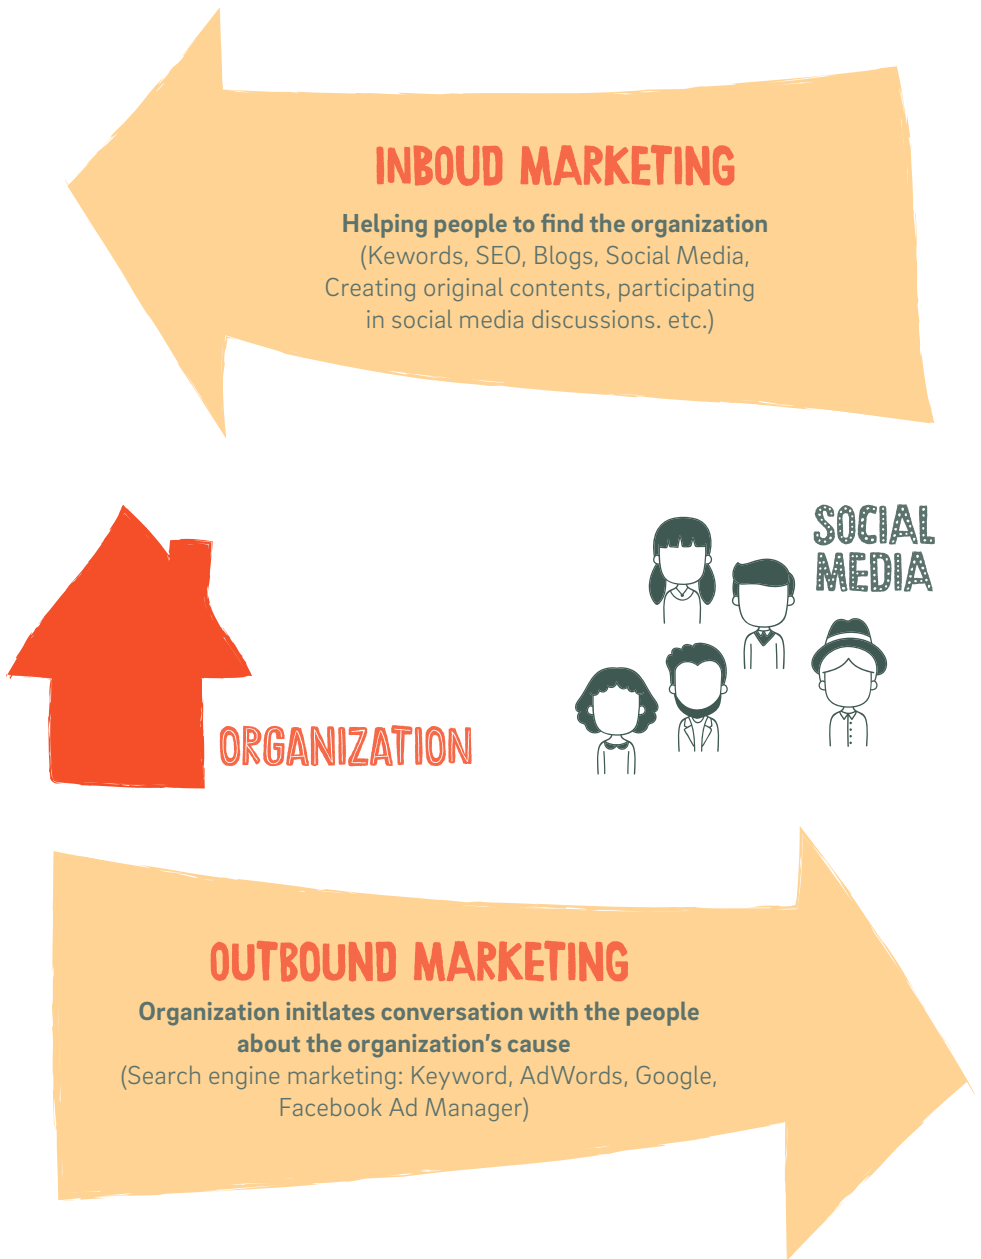 INBOUD MARKETING
Helping people to find the organization
(Kewords, SEO, Blogs, Social Media,
Creating original contents, participating
in social media discussions. etc.)
SOCIAL
MEDIA
ORGANIZATION
OUTBOUND MARKETING
Organization initlates conversation with the people
about the organization's cause
(Search engine marketing: Keyword, AdWords, Google,
Facebook Ad Manager)